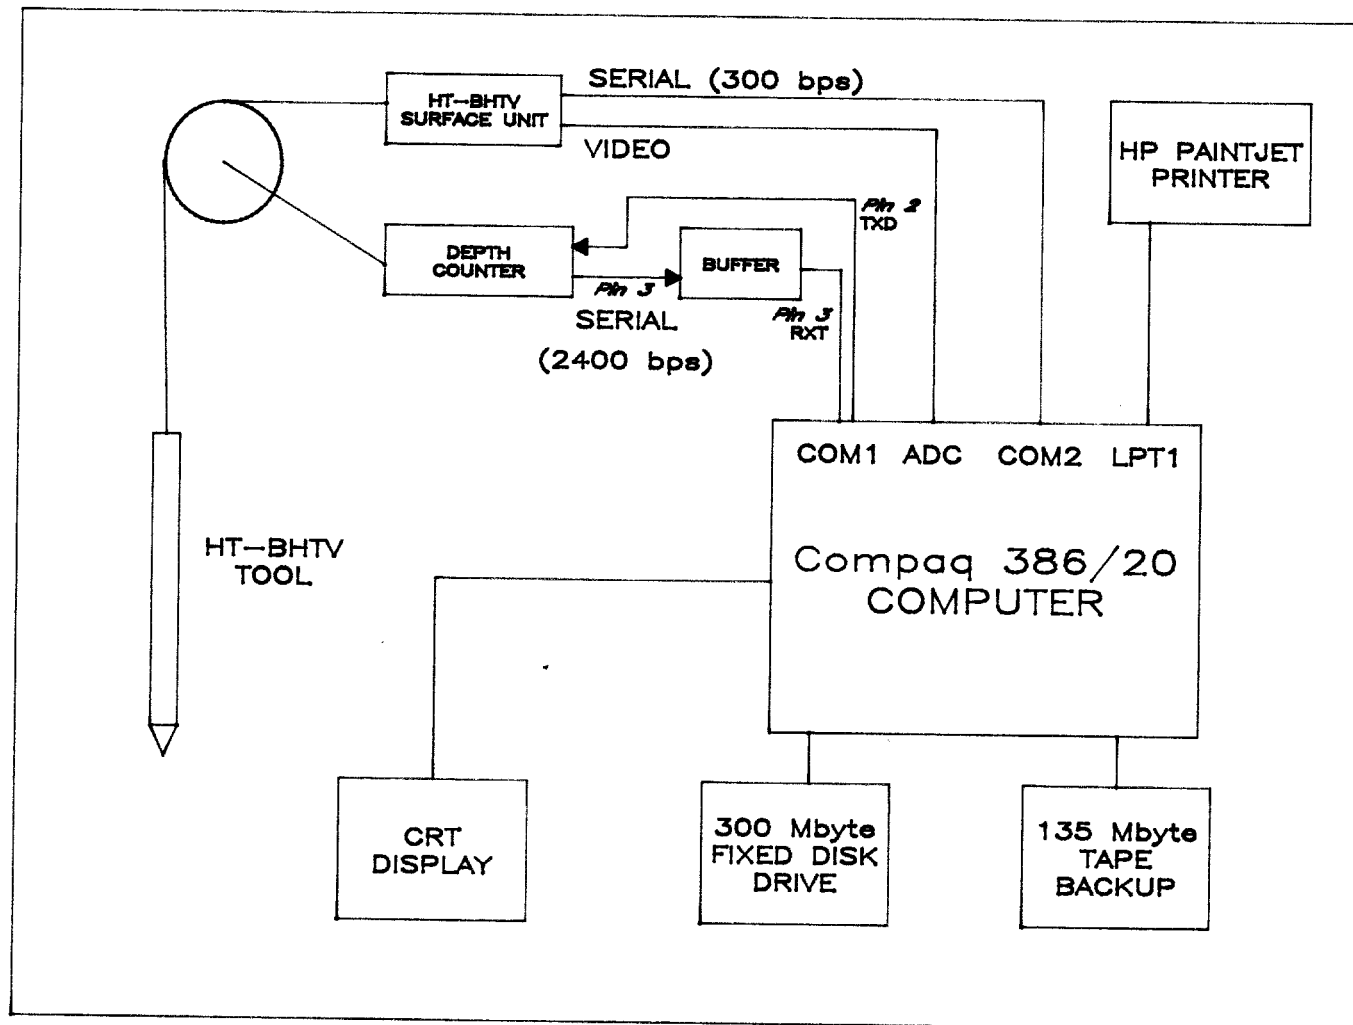 SERIAL (300 bps)
HT-BHTV
SURFACE UNIT
VIDEO
HP PAINTJET
PRINTER
Pin 2
TXD
DEPTH
COUNTER
BUFFER
Pin 3
SERIAL
(2400 bps)
Pin 3
RXT
COM1 ADC COM2 LPT1
Compaq 386/20
COMPUTER
HT-BHTV
TOOL
CRT
DISPLAY
300 Mbyte
FIXED DISK
DRIVE
135 Mbyte
TAPE
BACKUP